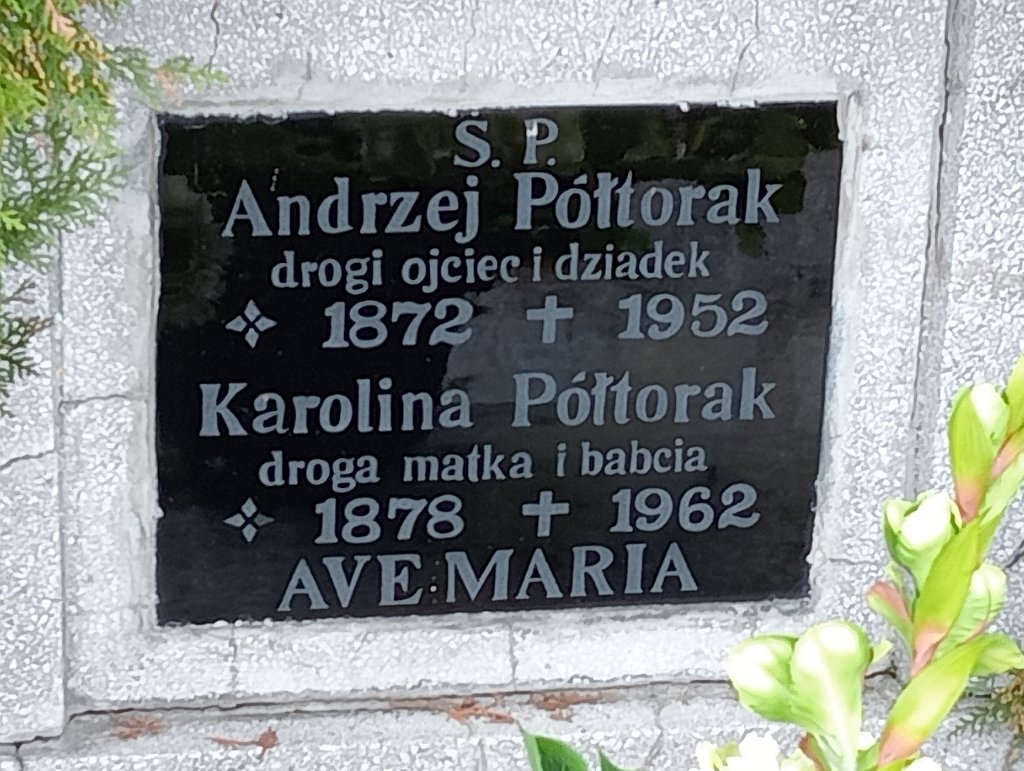 Ś. P.
Andrzej Półtorak
drogi ojciec i dziadek
1872 ✝ 1952
Karolina Półtorak
droga matka i babcia
1878 ✝ 1962
AVE MARIA